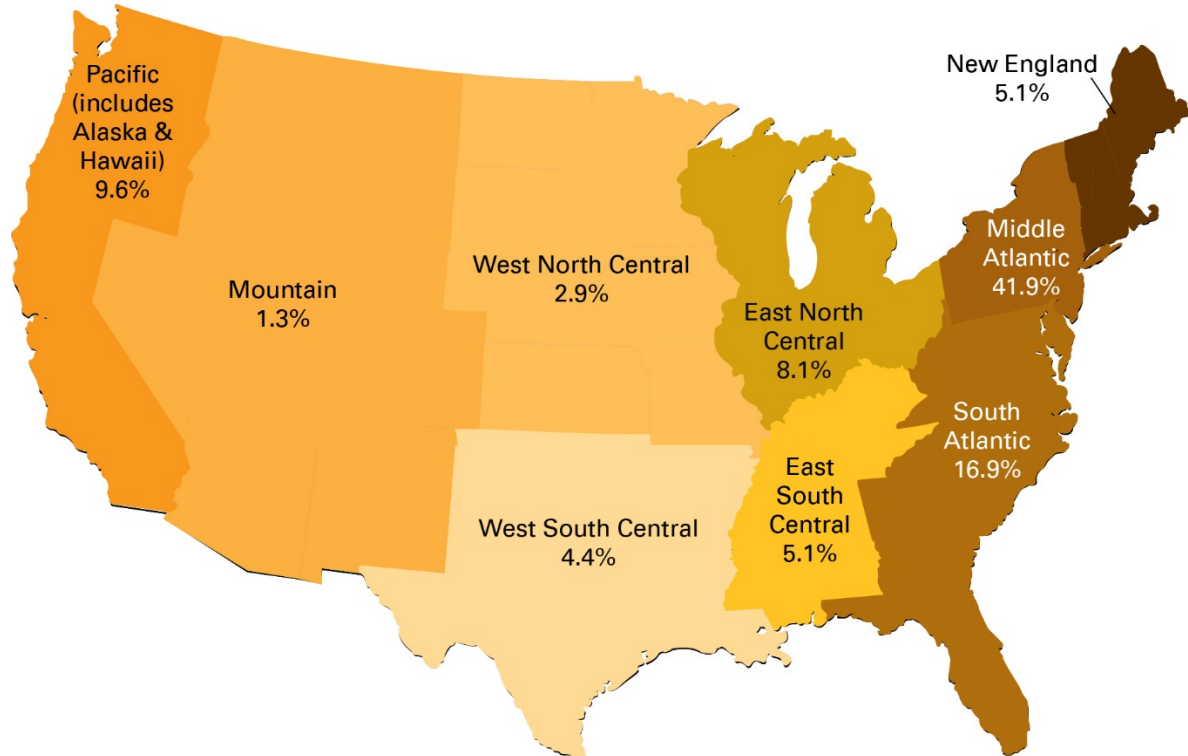 Pacific
(includes
Alaska &
Hawaii)
9.6%
Mountain
1.3%
West North Central
2.9%
West South Central
4.4%
East North
Central
8.1%
East
South
Central
5.1%
New England
5.1%
Middle
Atlantic
41.9%
South
Atlantic
16.9%